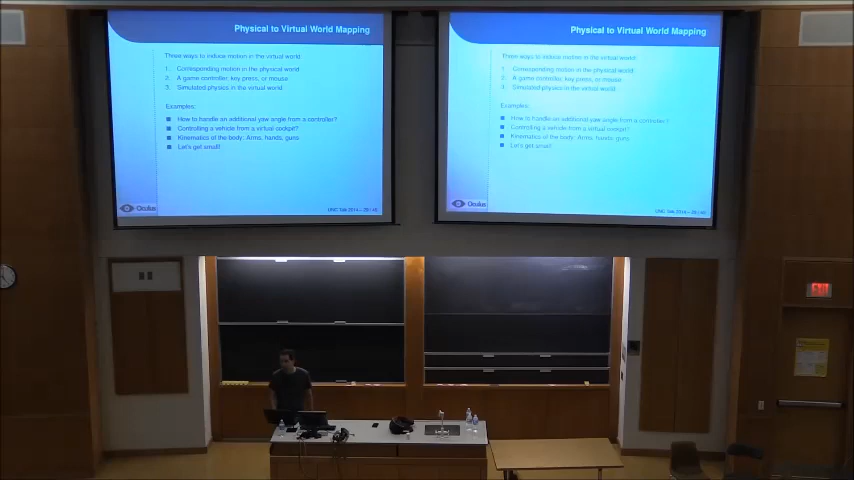 Physical to Virtual World Mapping
Three ways to induce motion in the virtual world:
1. Corresponding motion in the physical world
2. A game controller, key press, or mouse
3. Simulated physics in the virtual world
Examples:
How to handle an additional yaw angle from a controller?
Controlling a vehicle from a virtual cockpit?
Kinematics of the body: Arms, hands, guns
Let's get small!
Oculus
UNC Talk 2014 –
Physical to Virtual World Mapping
Three ways to induce motion in the virtual world:
1. Corresponding motion in the physical world
2. A game controller, key press, or mouse
3. Simulated physics in the virtual world
Examples:
How to handle an additional yaw angle from a controller?
Controlling a vehicle from a virtual cockpit?
Kinematics of the body: Arms, hands, guns
Let's get small!
Oculus
UNC Talk 2014 –
EXIT